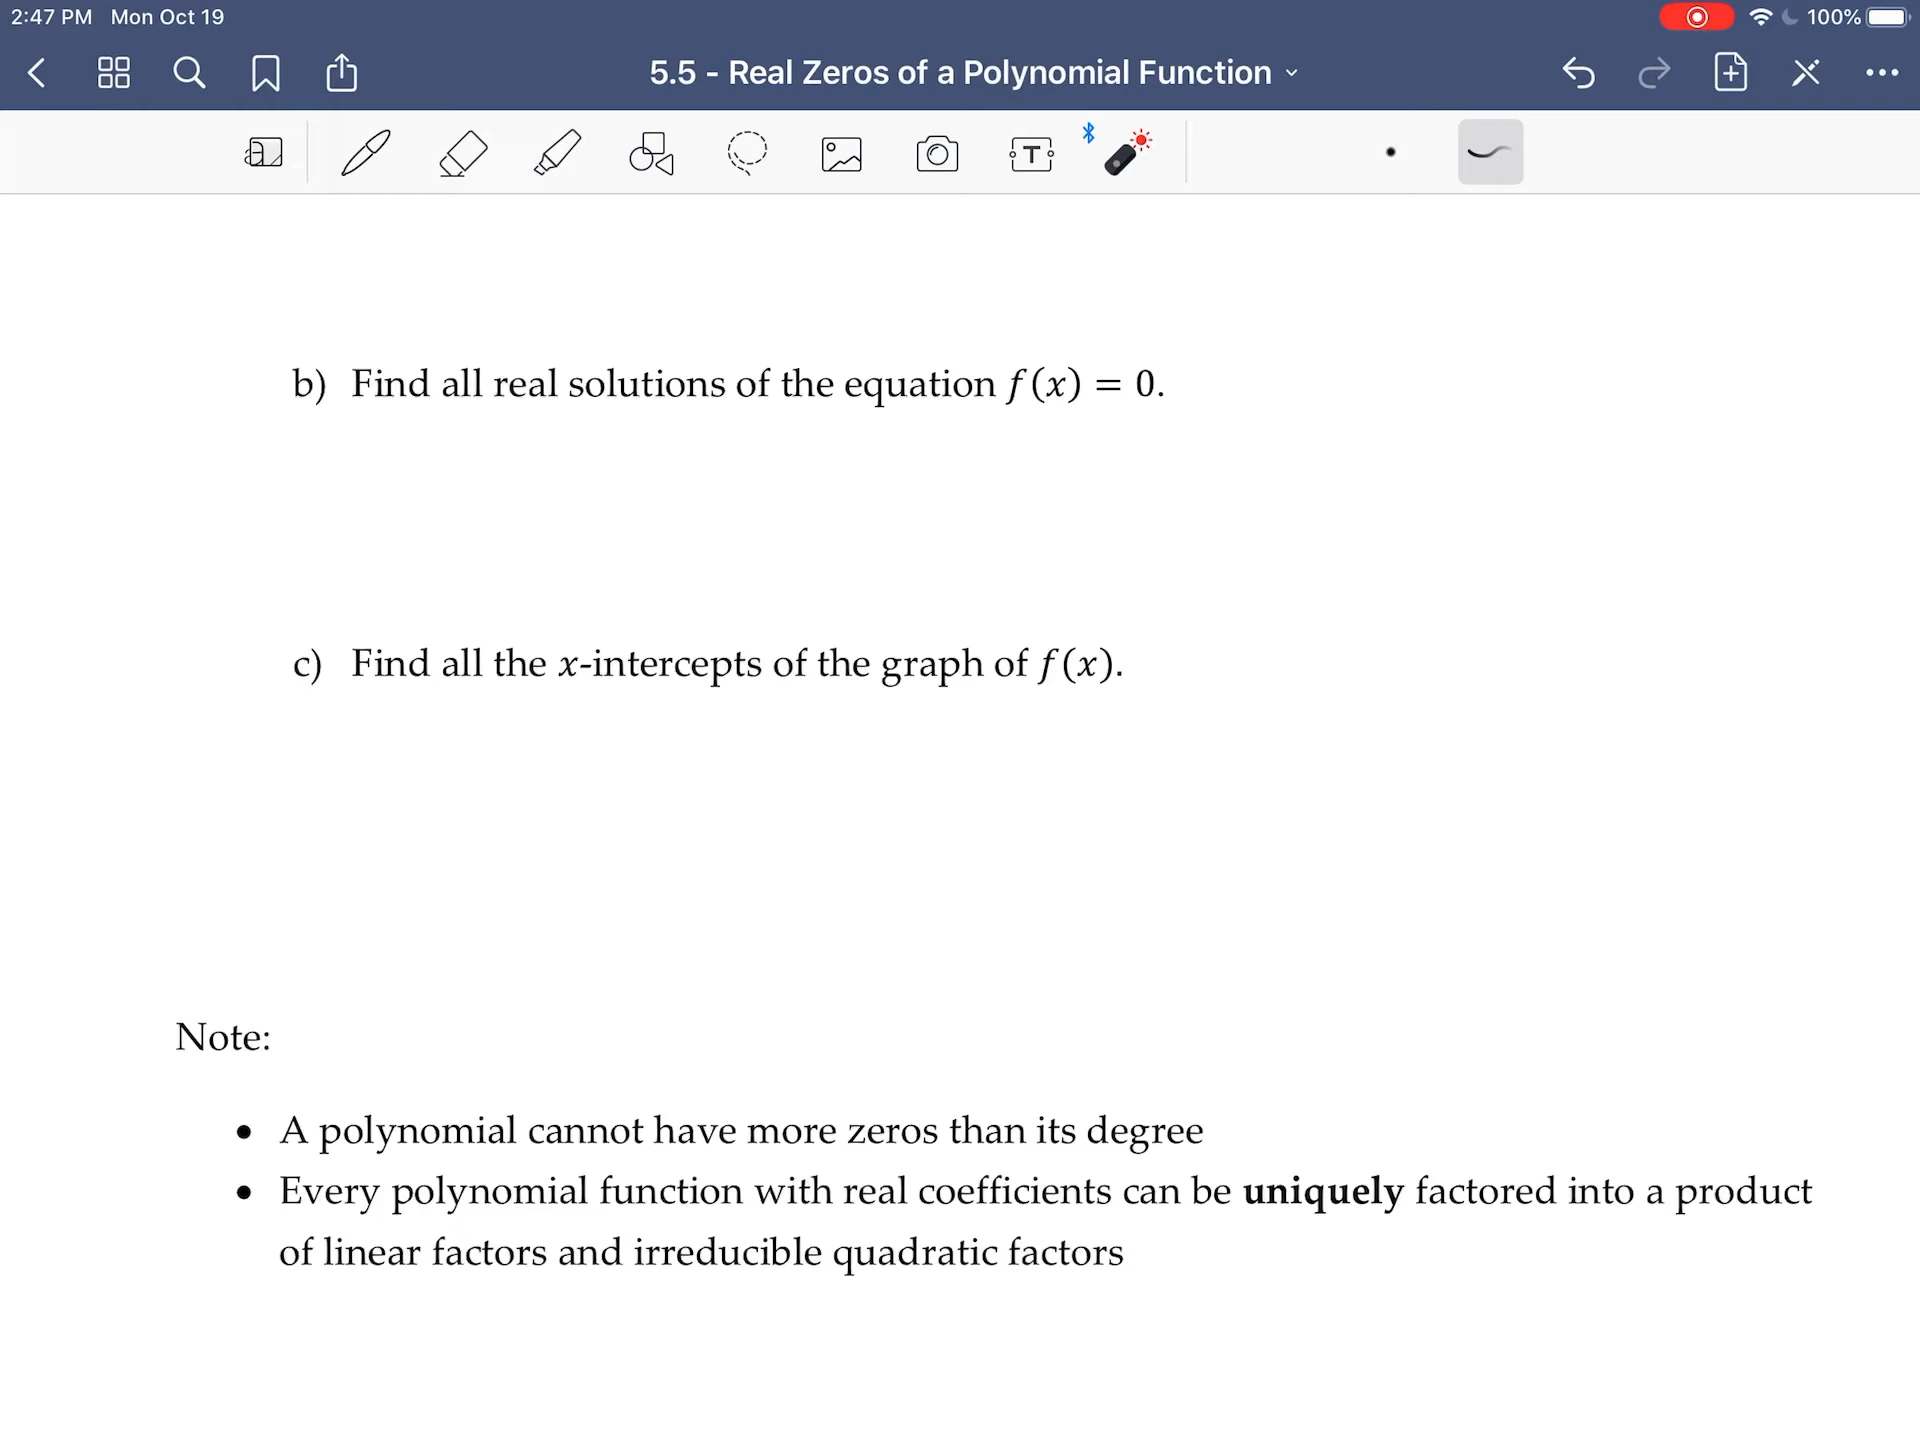 2:47 PM Mon Oct 19
100%
5.5 - Real Zeros of a Polynomial Function
a
T
b) Find all real solutions of the equation f(x) = 0.
c) Find all the x-intercepts of the graph of f(x).
Note:
• A polynomial cannot have more zeros than its degree
• Every polynomial function with real coefficients can be uniquely factored into a product
of linear factors and irreducible quadratic factors